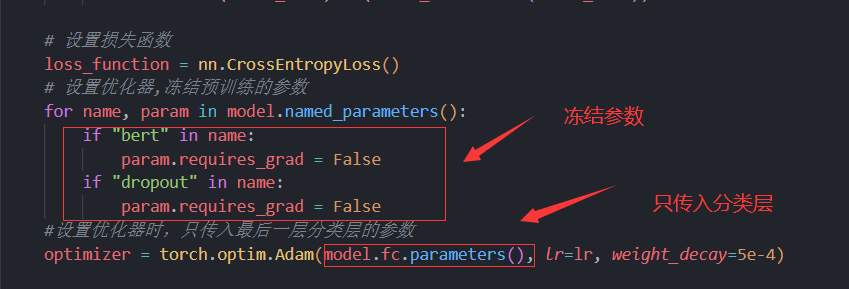 # 设置损失函数
loss_function = nn.CrossEntropyLoss()
# 设置优化器,冻结预训练的参数
for name, param in model.named_parameters():
if "bert" in name:
param.requires_grad = False
if "dropout" in name:
param.requires_grad = False
#设置优化器时，只传入最后一层分类层的参数
optimizer = torch.optim.Adam(model.fc.parameters(), lr=lr, weight_decay=5e-4)
冻结参数
只传入分类层